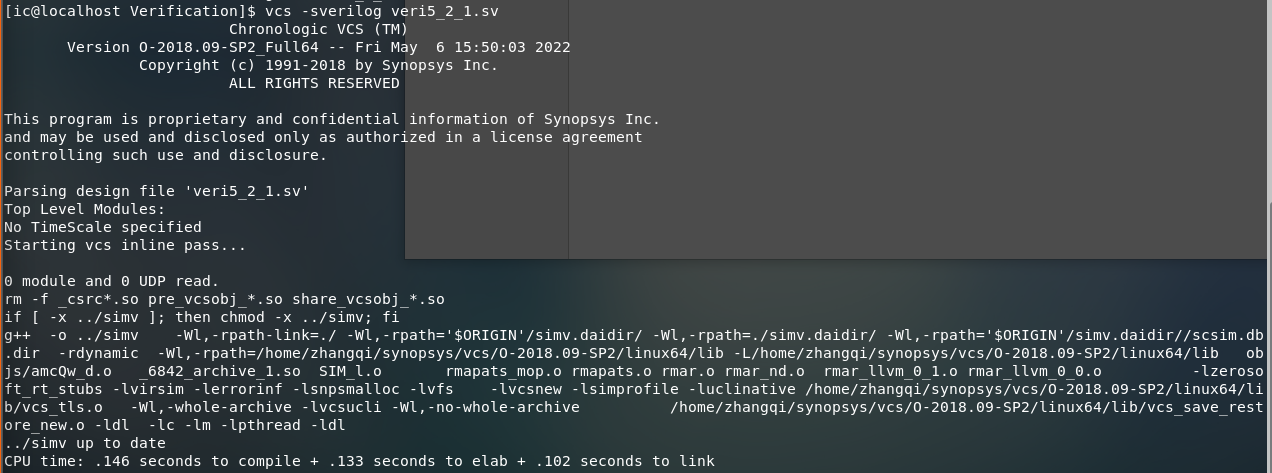 [ic@localhost Verification]$ vcs -sverilog veri5_2_1.sv
Chronologic VCS (TM)
Version O-2018.09-SP2_Full64 -- Fri May  6 15:50:03 2022
Copyright (c) 1991-2018 by Synopsys Inc.
ALL RIGHTS RESERVED
This program is proprietary and confidential information of Synopsys Inc.
and may be used and disclosed only as authorized in a license agreement
controlling such use and disclosure.
Parsing design file 'veri5_2_1.sv'
Top Level Modules:
No TimeScale specified
Starting vcs inline pass...
0 module and 0 UDP read.
rm -f _csrc*.so pre_vcsobj_*.so share_vcsobj_*.so
if [ -x ../simv ]; then chmod -x ../simv; fi
g++  -o ../simv    -Wl,-rpath-link=./ -Wl,-rpath='$ORIGIN'/simv.daidir/ -Wl,-rpath=./simv.daidir/ -Wl,-rpath='$ORIGIN'/simv.daidir//scsim.db
.dir  -rdynamic  -Wl,-rpath=/home/zhangqi/synopsys/vcs/O-2018.09-SP2/linux64/lib -L/home/zhangqi/synopsys/vcs/O-2018.09-SP2/linux64/lib   ob
js/amcQw_d.o   _6842_archive_1.so  SIM_l.o       rmapats_mop.o rmapats.o rmar.o rmar_nd.o  rmar_llvm_0_1.o rmar_llvm_0_0.o          -lzeroso
ft_rt_stubs -lvirsim -lerrorinf -lsnpsmalloc -lvfs    -lvcsnew -lsimprofile -luclinative /home/zhangqi/synopsys/vcs/O-2018.09-SP2/linux64/li
b/vcs_tls.o   -Wl,-whole-archive -lvcsucli -Wl,-no-whole-archive          /home/zhangqi/synopsys/vcs/O-2018.09-SP2/linux64/lib/vcs_save_rest
ore_new.o -ldl  -lc -lm -lpthread -ldl
../simv up to date
CPU time: .146 seconds to compile + .133 seconds to elab + .102 seconds to link